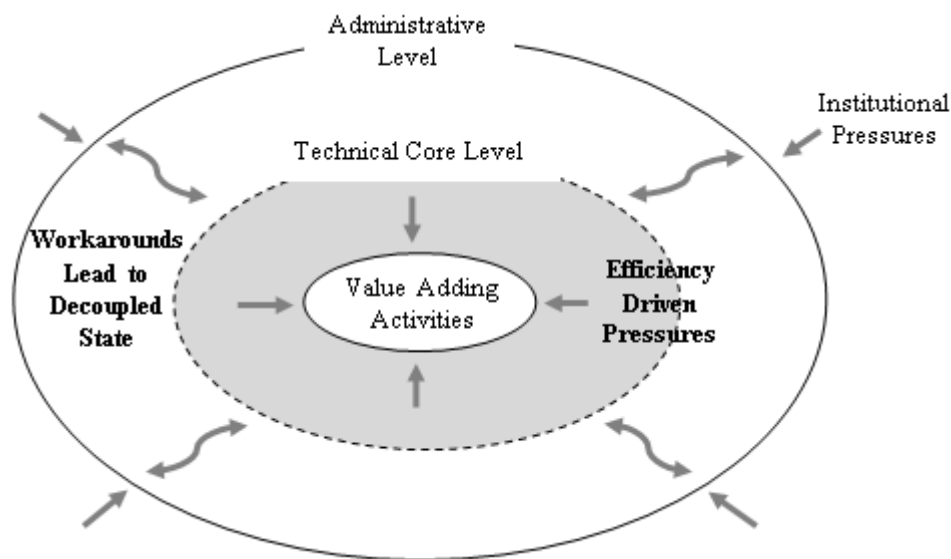 Administrative
Level
Institutional
Pressures
Technical Core Level
Workarounds
Lead to
Decoupled
State
Value Adding
Activities
Efficiency
Driven
Pressures